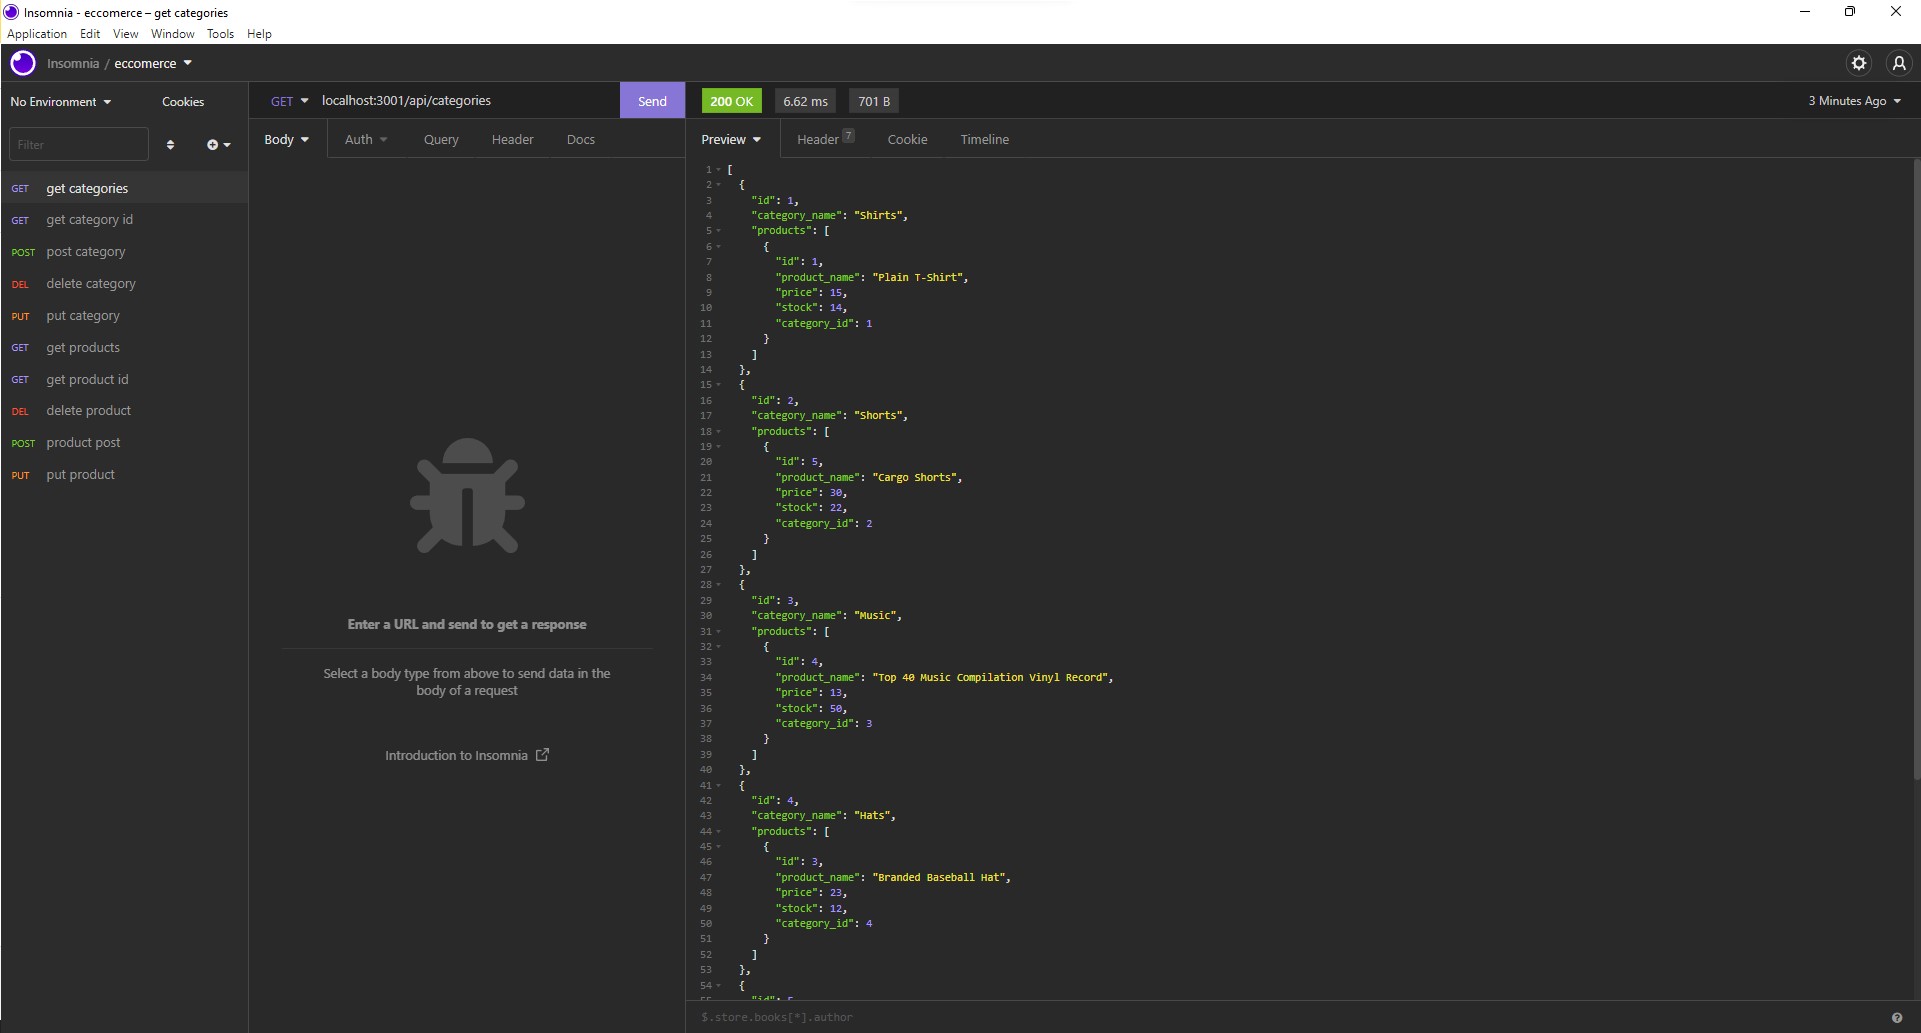 Insomnia - eccomerce – get categories
Application Edit View Window Tools Help
Insomnia / eccomerce
No Environment Cookies
Filter
GET get categories
GET get category id
POST post category
DEL delete category
PUT put category
GET get products
GET get product id
DEL delete product
POST product post
PUT put product
GET localhost:3001/api/categories Send
Body Auth Query Header Docs
Enter a URL and send to get a response
Select a body type from above to send data in the
body of a request
Introduction to Insomnia
200 OK 6.62 ms 701 B 3 Minutes Ago
Preview Header 7 Cookie Timeline
1 [
2 {
3 "id": 1,
4 "category_name": "Shirts",
5 "products": [
6 {
7 "id": 1,
8 "product_name": "Plain T-Shirt",
9 "price": 15,
10 "stock": 14,
11 "category_id": 1
12 }
13 ]
14 },
15 {
16 "id": 2,
17 "category_name": "Shorts",
18 "products": [
19 {
20 "id": 5,
21 "product_name": "Cargo Shorts",
22 "price": 30,
23 "stock": 22,
24 "category_id": 2
25 }
26 ]
27 },
28 {
29 "id": 3,
30 "category_name": "Music",
31 "products": [
32 {
33 "id": 4,
34 "product_name": "Top 40 Music Compilation Vinyl Record",
35 "price": 13,
36 "stock": 50,
37 "category_id": 3
38 }
39 ]
40 },
41 {
42 "id": 4,
43 "category_name": "Hats",
44 "products": [
45 {
46 "id": 3,
47 "product_name": "Branded Baseball Hat",
48 "price": 23,
49 "stock": 12,
50 "category_id": 4
51 }
52 ]
53 },
54 {
55 "id": 5
$.store.books[*].author